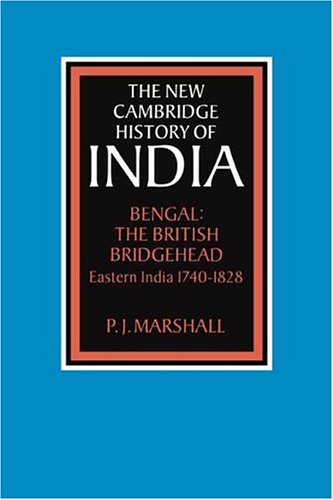 THE NEW
CAMBRIDGE
HISTORY OF
INDIA
BENGAL:
THE BRITISH
BRIDGEHEAD
Eastern India 1740-1828
P. J. MARSHALL